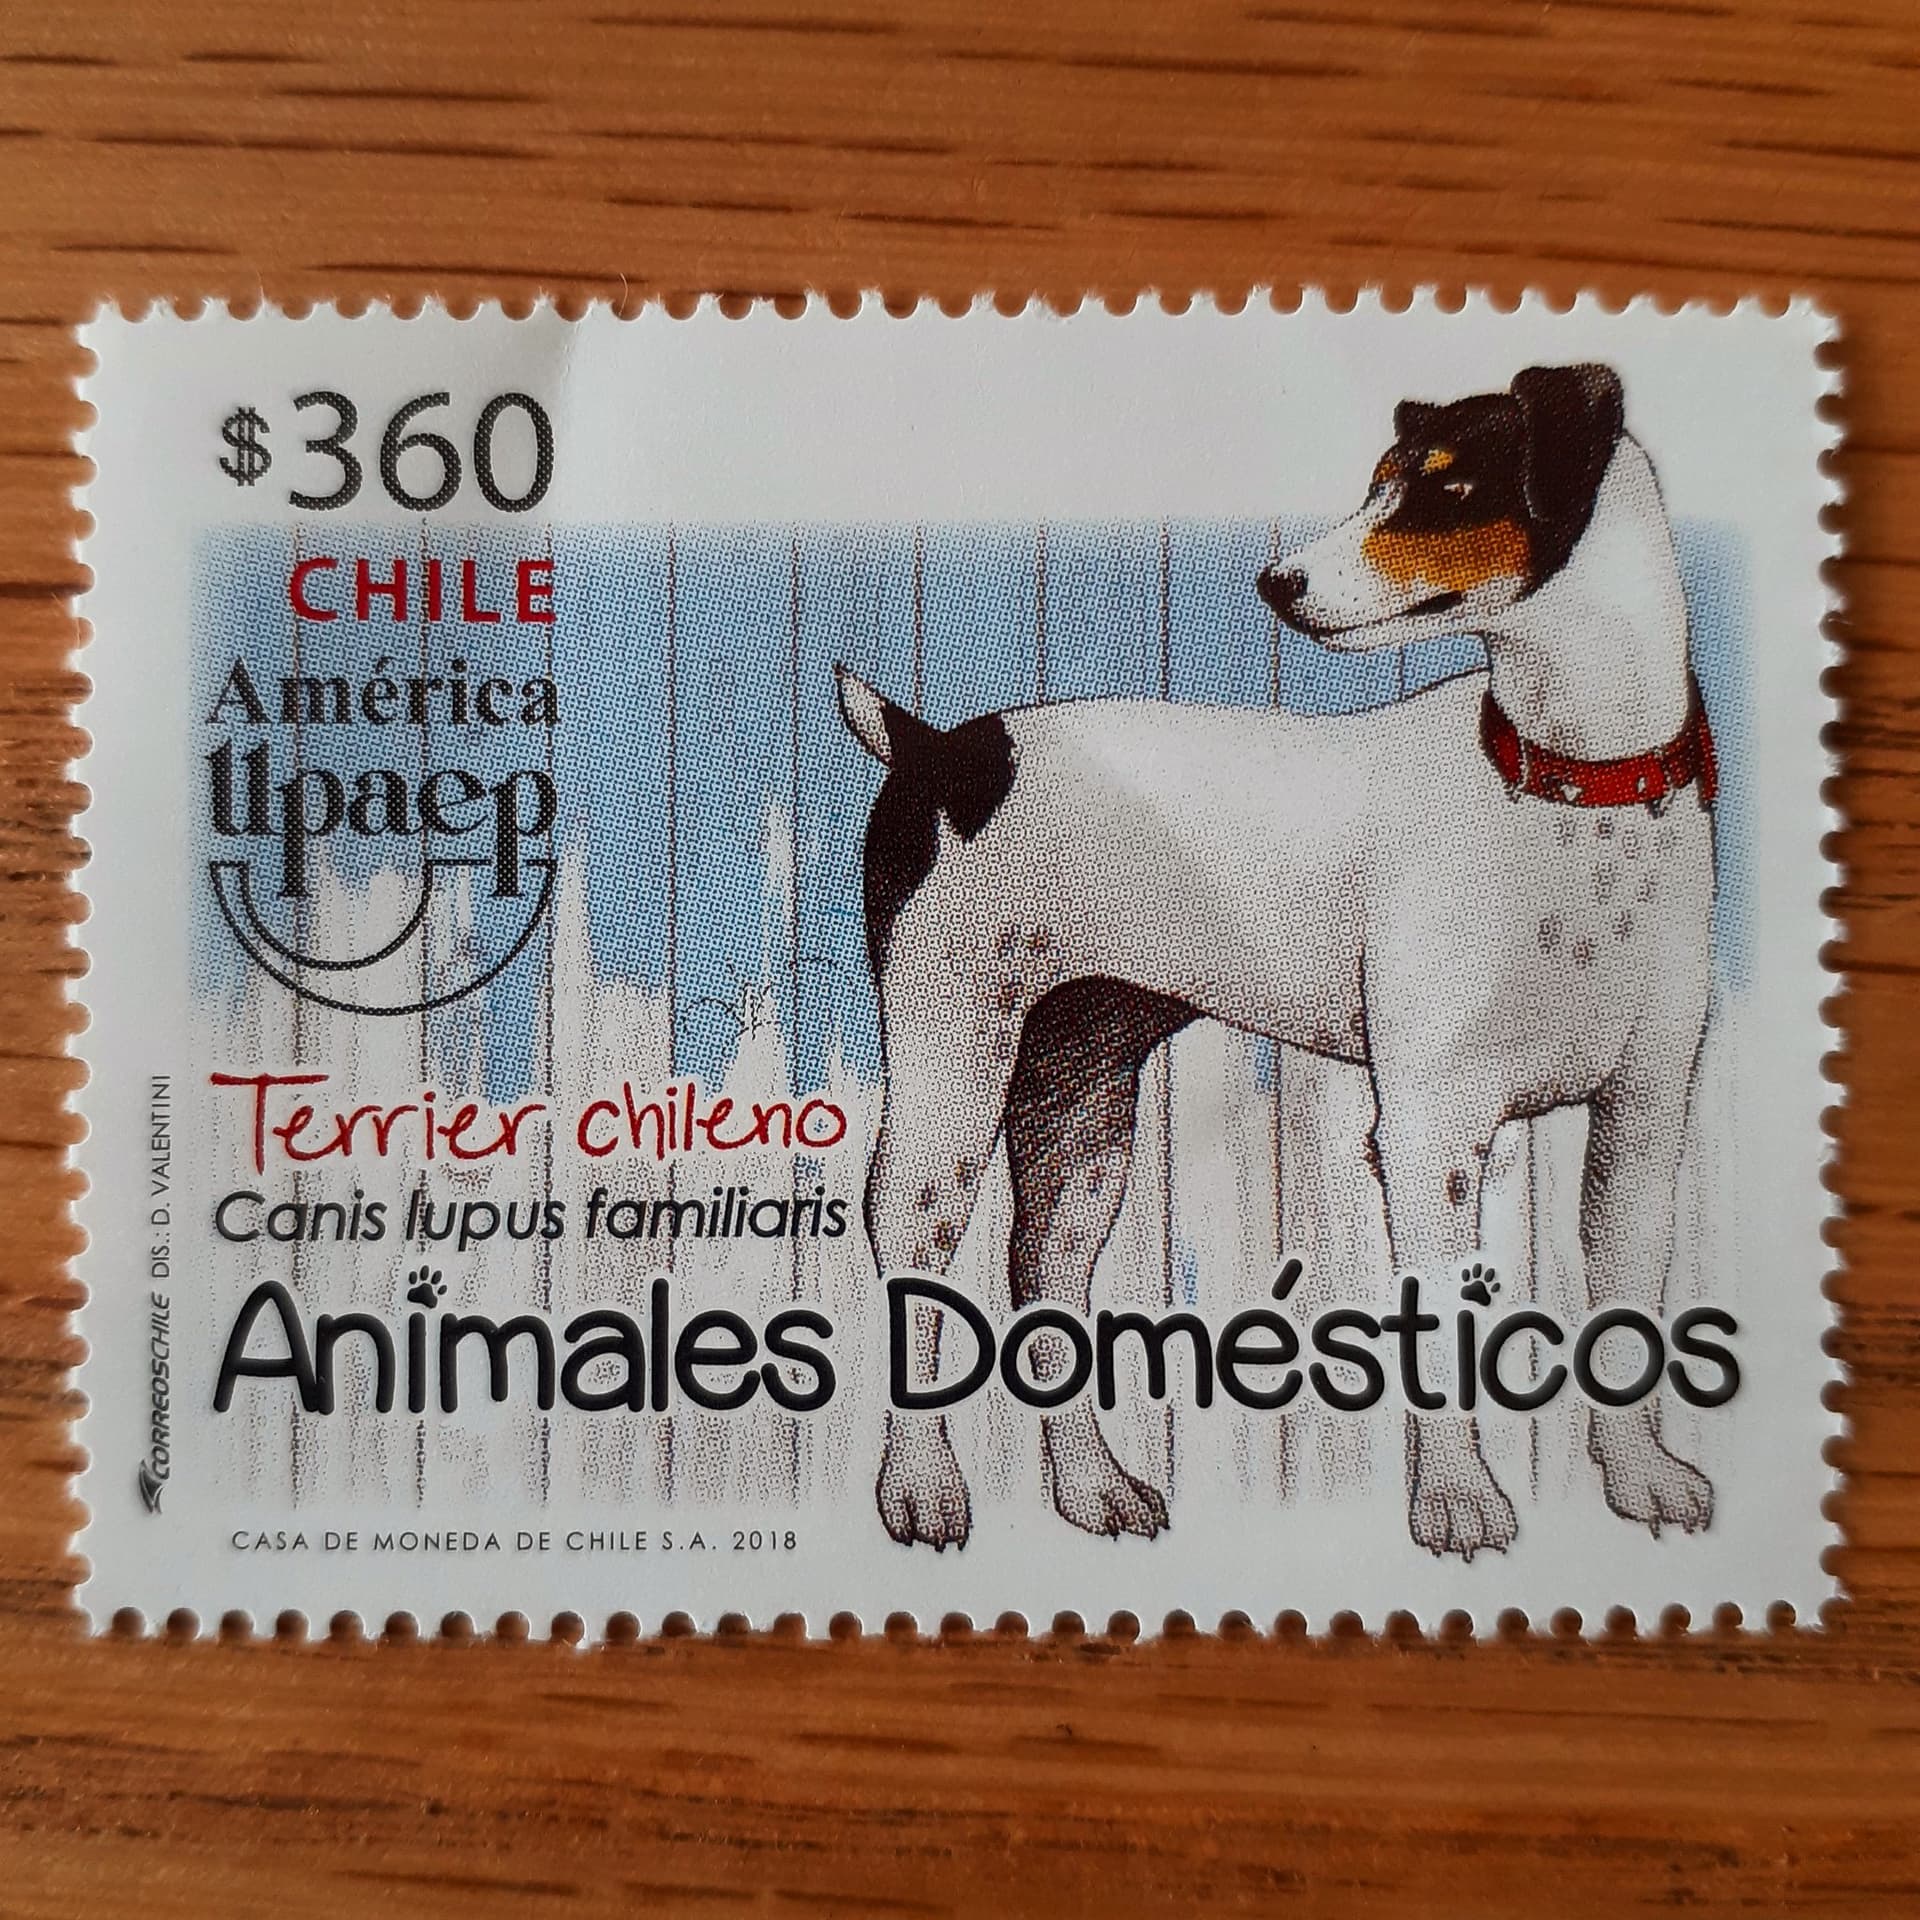 $360
CHILE
América
Upaep
Terrier chileno
Canis lupus familiaris
Animales Domésticos
CASA DE MONEDA DE CHILE S.A. 2018
CORREOSCHILE DIS.: D. VALENTINI